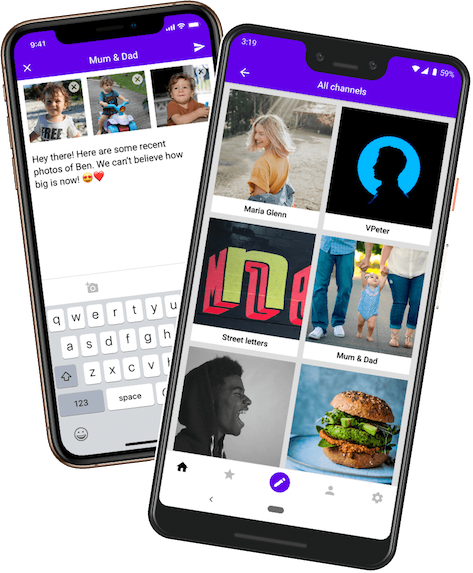 9:41
Mum & Dad
FREE
Hey there! Here are some recent
photos of Ben. We can't believe how
big is now! 😍❤️
q w e r t y u
a s d f g h
z x c v b
123 space
3:19
59%
All channels
Maria Glenn
VPeter
n
Street letters
Mum & Dad